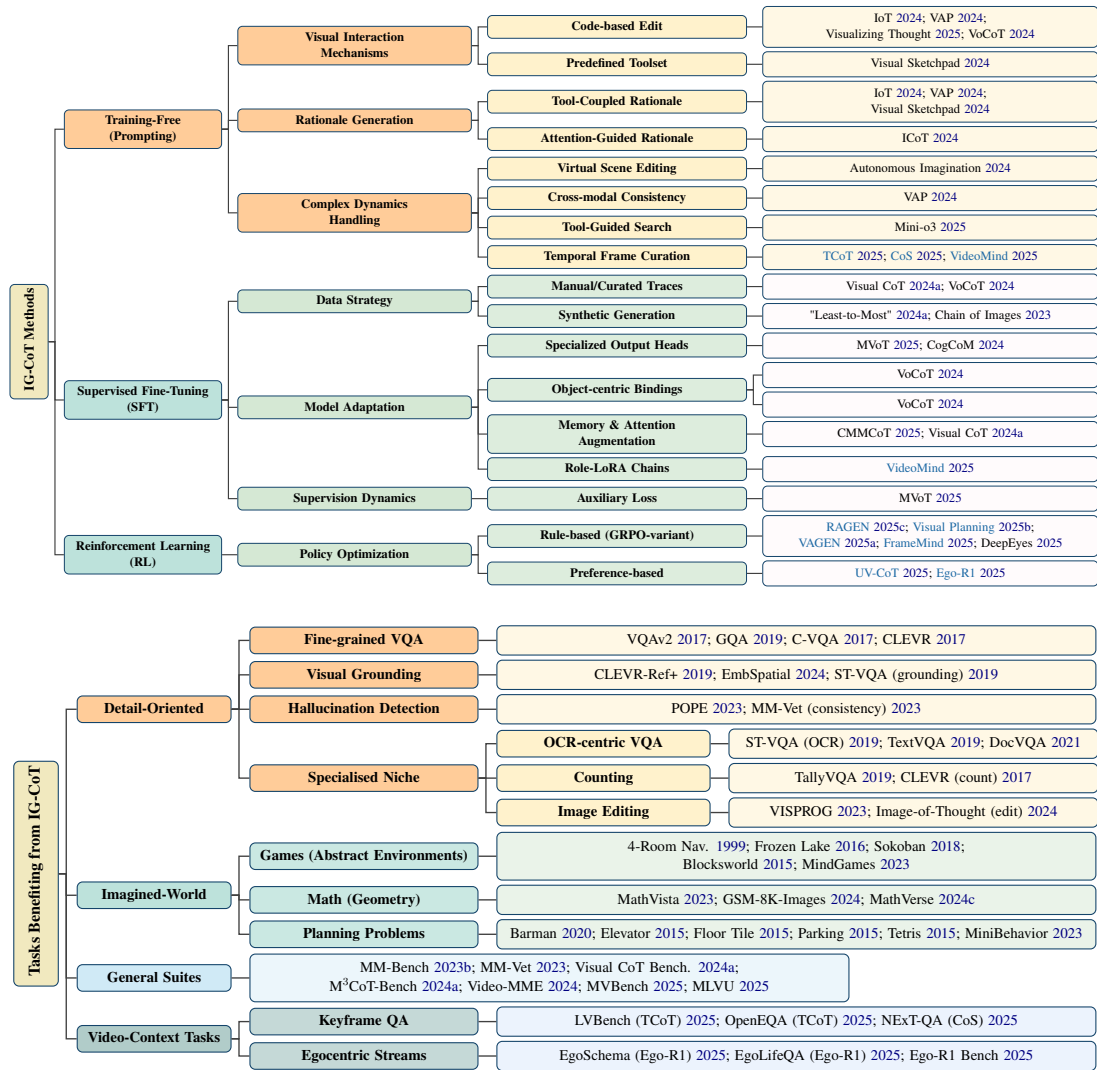 IG-CoT Methods
Training-Free
(Prompting)
Visual Interaction
Mechanisms
Code-based Edit
IoT 2024; VAP 2024;
Visualizing Thought 2025; VoCoT 2024
Predefined Toolset
Visual Sketchpad 2024
Rationale Generation
Tool-Coupled Rationale
IoT 2024; VAP 2024;
Visual Sketchpad 2024
Attention-Guided Rationale
ICoT 2024
Complex Dynamics
Handling
Virtual Scene Editing
Autonomous Imagination 2024
Cross-modal Consistency
VAP 2024
Tool-Guided Search
Mini-o3 2025
Temporal Frame Curation
TCoT 2025; CoS 2025; VideoMind 2025
Supervised Fine-Tuning
(SFT)
Data Strategy
Manual/Curated Traces
Visual CoT 2024a; VoCoT 2024
Synthetic Generation
"Least-to-Most" 2024a; Chain of Images 2023
Model Adaptation
Specialized Output Heads
MVoT 2025; CogCoM 2024
Object-centric Bindings
VoCoT 2024
VoCoT 2024
Memory & Attention
Augmentation
CMMCoT 2025; Visual CoT 2024a
Role-LoRA Chains
VideoMind 2025
Supervision Dynamics
Auxiliary Loss
MVoT 2025
Reinforcement Learning
(RL)
Policy Optimization
Rule-based (GRPO-variant)
RAGEN 2025c; Visual Planning 2025b;
VAGEN 2025a; FrameMind 2025; DeepEyes 2025
Preference-based
UV-CoT 2025; Ego-R1 2025
Tasks Benefiting from IG-CoT
Detail-Oriented
Fine-grained VQA
VQAv2 2017; GQA 2019; C-VQA 2017; CLEVR 2017
Visual Grounding
CLEVR-Ref+ 2019; EmbSpatial 2024; ST-VQA (grounding) 2019
Hallucination Detection
POPE 2023; MM-Vet (consistency) 2023
Specialised Niche
OCR-centric VQA
ST-VQA (OCR) 2019; TextVQA 2019; DocVQA 2021
Counting
TallyVQA 2019; CLEVR (count) 2017
Image Editing
VISPROG 2023; Image-of-Thought (edit) 2024
Imagined-World
Games (Abstract Environments)
4-Room Nav. 1999; Frozen Lake 2016; Sokoban 2018;
Blocksworld 2015; MindGames 2023
Math (Geometry)
MathVista 2023; GSM-8K-Images 2024; MathVerse 2024c
Planning Problems
Barman 2020; Elevator 2015; Floor Tile 2015; Parking 2015; Tetris 2015; MiniBehavior 2023
General Suites
MM-Bench 2023b; MM-Vet 2023; Visual CoT Bench. 2024a;
M³CoT-Bench 2024a; Video-MME 2024; MVBench 2025; MLVU 2025
Video-Context Tasks
Keyframe QA
LVBench (TCoT) 2025; OpenEQA (TCoT) 2025; NExT-QA (CoS) 2025
Egocentric Streams
EgoSchema (Ego-R1) 2025; EgoLifeQA (Ego-R1) 2025; Ego-R1 Bench 2025